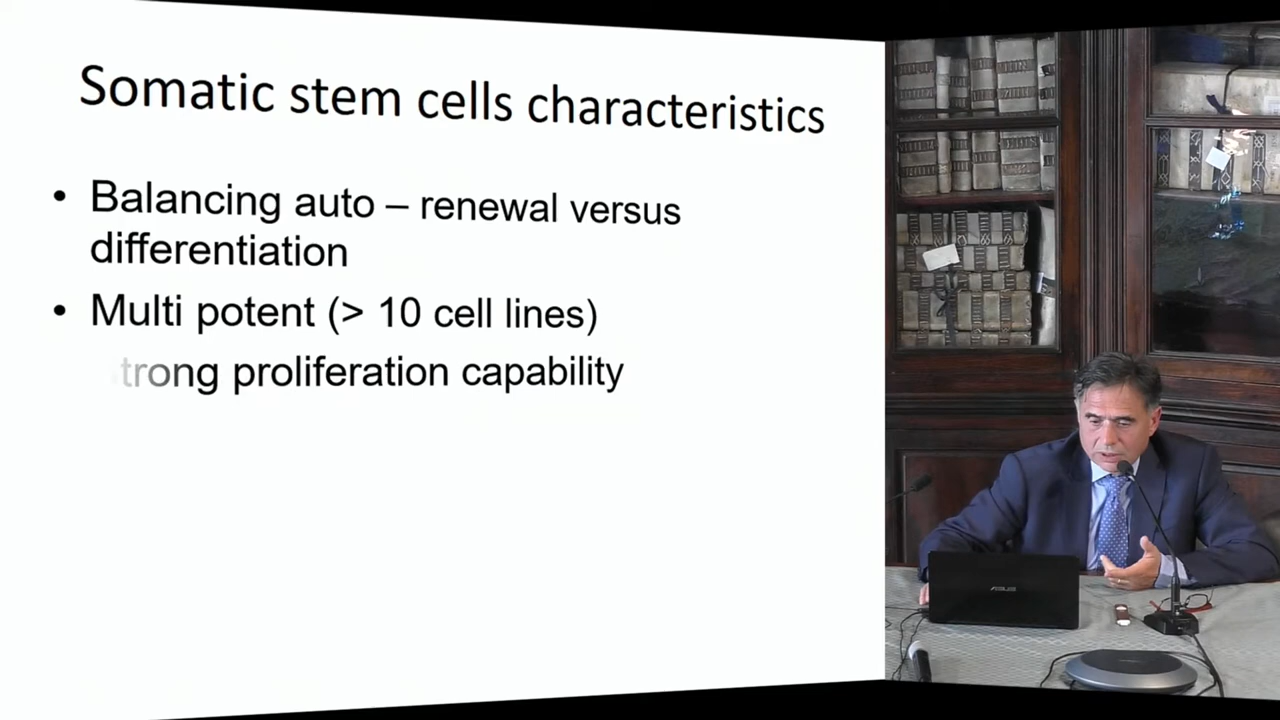 Somatic stem cells characteristics
• Balancing auto – renewal versus
differentiation
• Multi potent (> 10 cell lines)
trong proliferation capability
ASUS